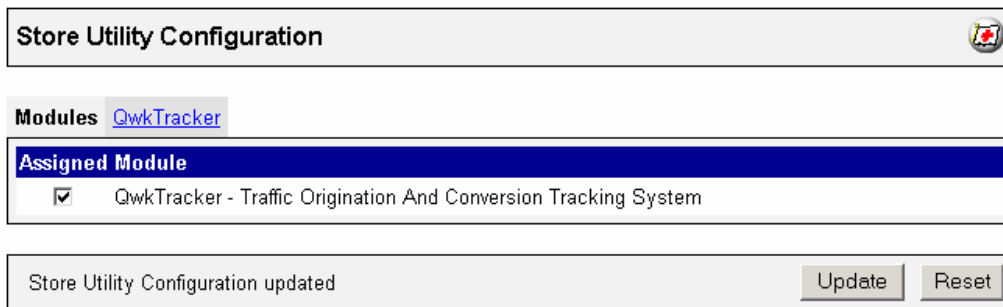 Store Utility Configuration
Modules QwkTracker
Assigned Module
QwkTracker - Traffic Origination And Conversion Tracking System
Store Utility Configuration updated Update Reset